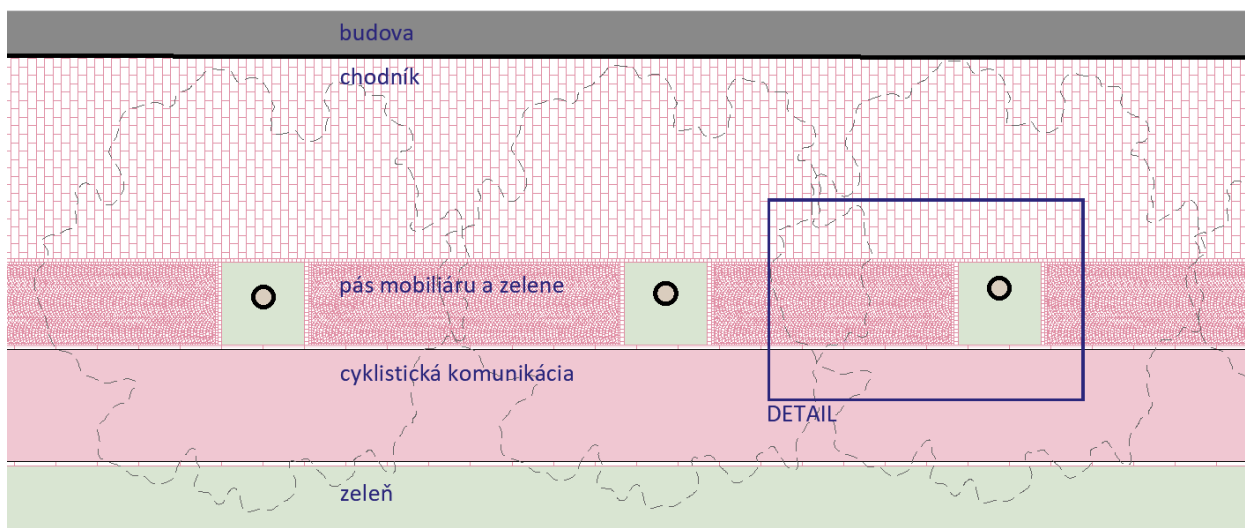 budova
chodník
pás mobiliáru a zelene
cyklistická komunikácia
DETAIL
zeleň